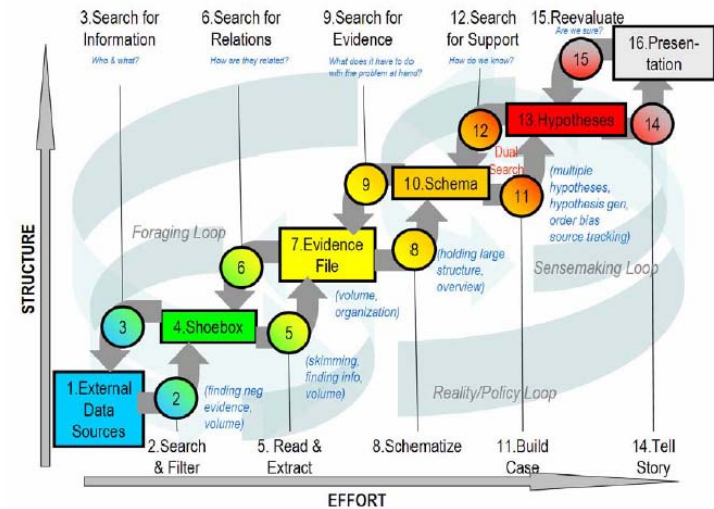 3.Search for
Information
Who & what?
6.Search for
Relations
How are they related?
9.Search for
Evidence
What does it have to do
with the problem at hand?
12.Search
for Support
How do we know?
15.Reevaluate
Are we sure?
15
16.Presen-
tation
12
13.Hypotheses
14
Dual
Search
9
10.Schema
11
(multiple
hypotheses,
hypothesis gen,
order bias
source tracking)
Foraging Loop
6
7.Evidence
File
8
(holding large
structure,
overview)
Sensemaking Loop
(volume,
organization)
3
4.Shoebox
5
(skimming,
finding info,
volume)
1.External
Data
Sources
2
(finding neg
evidence,
volume)
Reality/Policy Loop
2.Search
& Filter
5. Read &
Extract
8.Schematize
11.Build
Case
14.Tell
Story
STRUCTURE
EFFORT